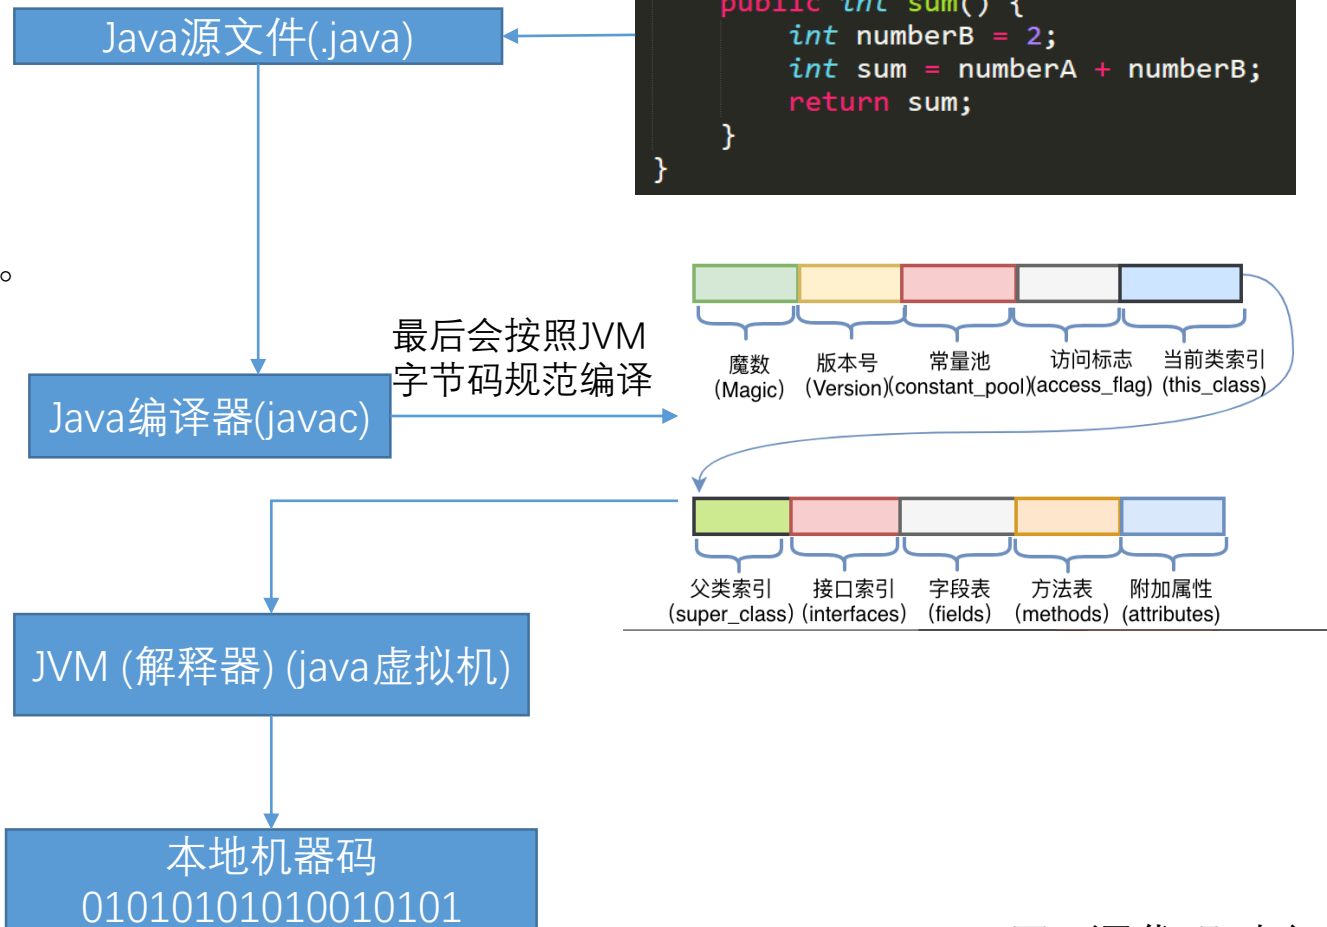 Java源文件(.java)
public int sum() {
int numberB = 2;
int sum = numberA + numberB;
return sum;
}
}
。
最后会按照JVM
字节码规范编译
Java编译器(javac)
魔数 版本号 常量池 访问标志 当前类索引
(Magic) (Version)(constant_pool)(access_flag) (this_class)
父类索引 接口索引 字段表 方法表 附加属性
(super_class) (interfaces) (fields) (methods) (attributes)
JVM (解释器) (java虚拟机)
本地机器码
01010101010010101